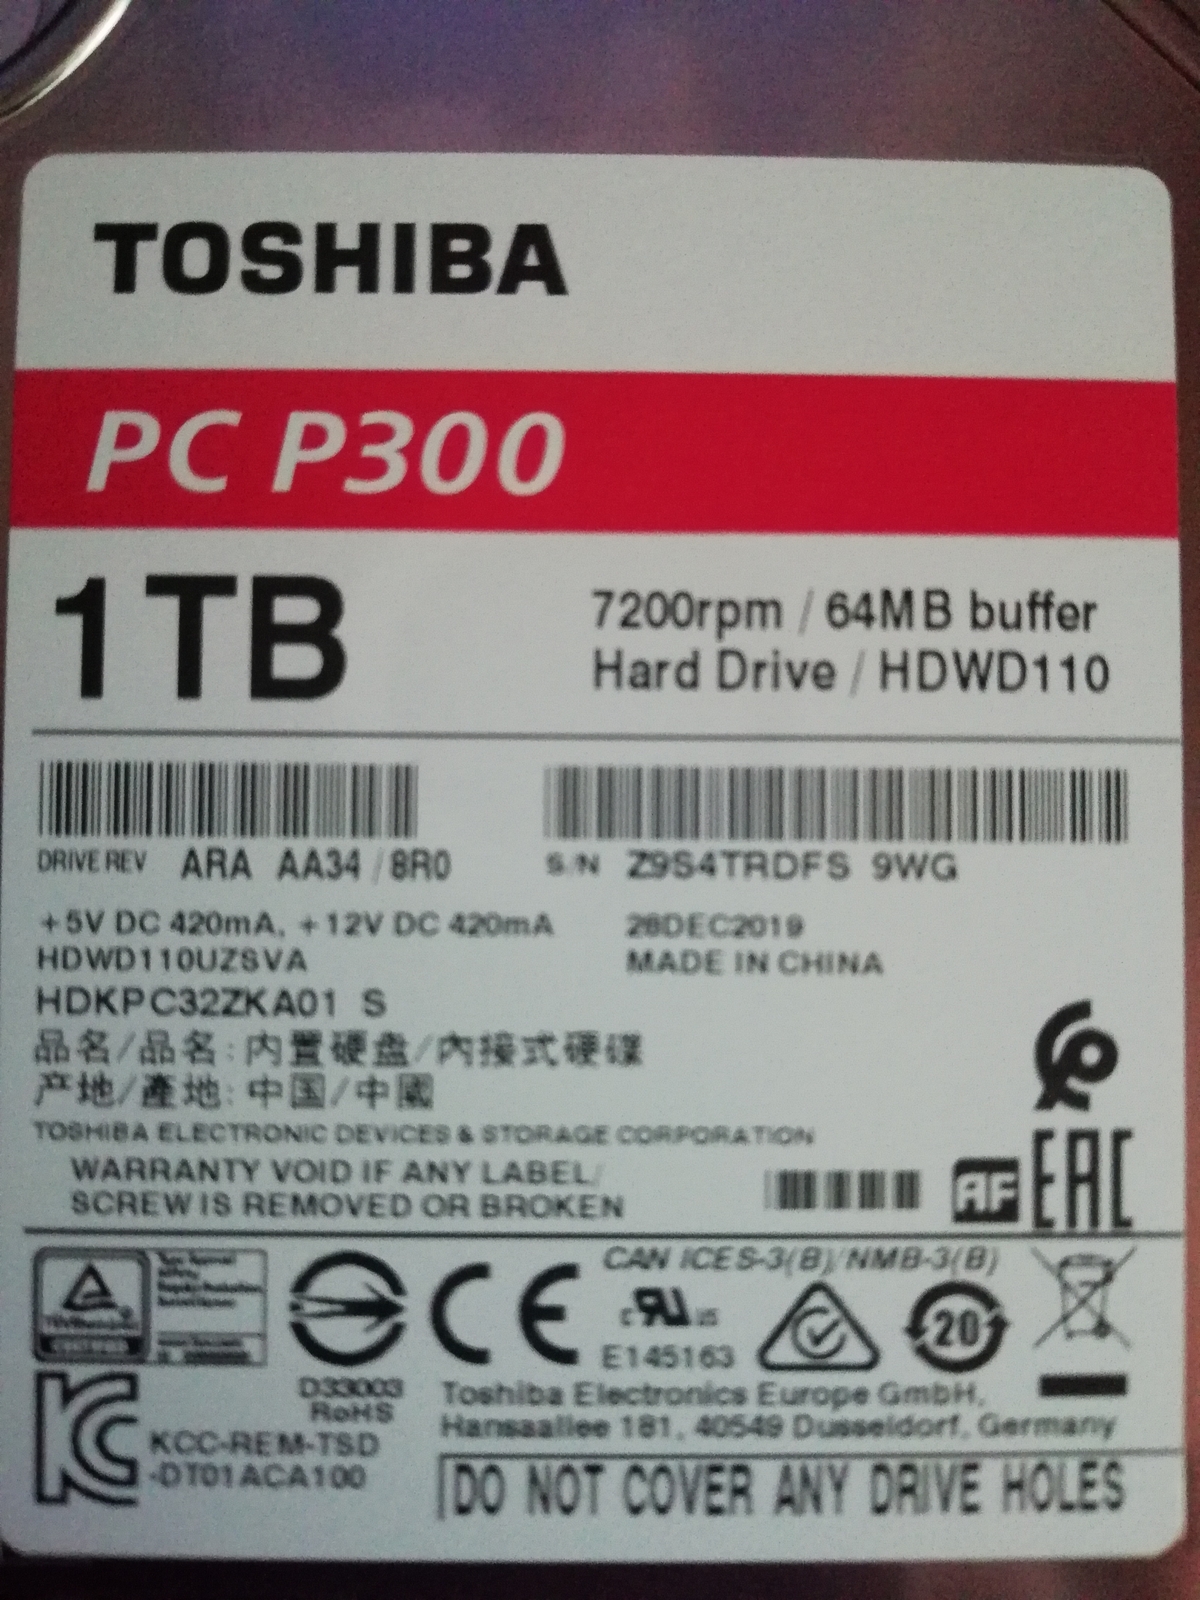 TOSHIBA
PC P300
1TB
7200rpm / 64MB buffer
Hard Drive / HDWD110
DRIVE REV ARA AA34 / 8R0
S/N Z9S4TRDFS 9WG
+5V DC 420mA, +12V DC 420mA
28DEC2019
HDWD110UZSVA
MADE IN CHINA
HDKPC32ZKA01 S
品名/品名: 内置硬盘/內接式硬碟
产地/產地: 中国/中國
TOSHIBA ELECTRONIC DEVICES & STORAGE CORPORATION
WARRANTY VOID IF ANY LABEL/
SCREW IS REMOVED OR BROKEN
AF EAC
CAN ICES-3(B)/NMB-3(B)
CE
c RU us
E145163
20
D33003
RoHS
Toshiba Electronics Europe GmbH,
Hansaallee 181, 40549 Dusseldorf, Germany
KCC-REM-TSD
-DT01ACA100
DO NOT COVER ANY DRIVE HOLES